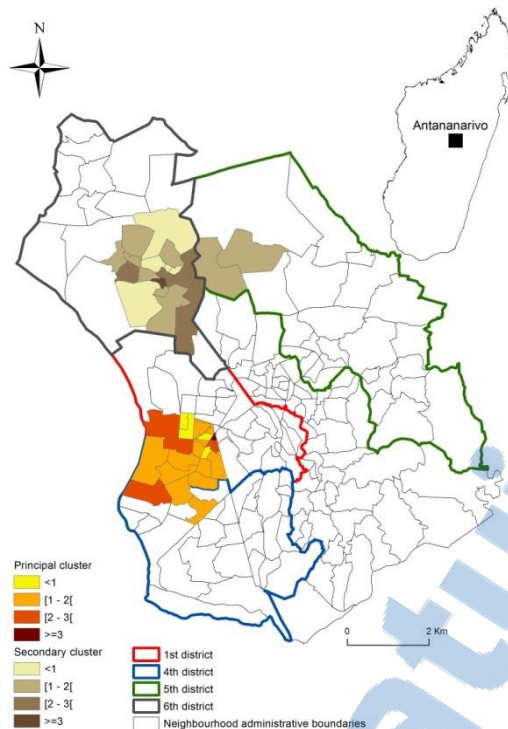 N
Antananarivo
Principal cluster
<1
[1 - 2[
[2 - 3[
>=3
Secondary cluster
<1
[1 - 2[
[2 - 3[
>=3
1st district
4th district
5th district
6th district
Neighbourhood administrative boundaries
0 2 Km